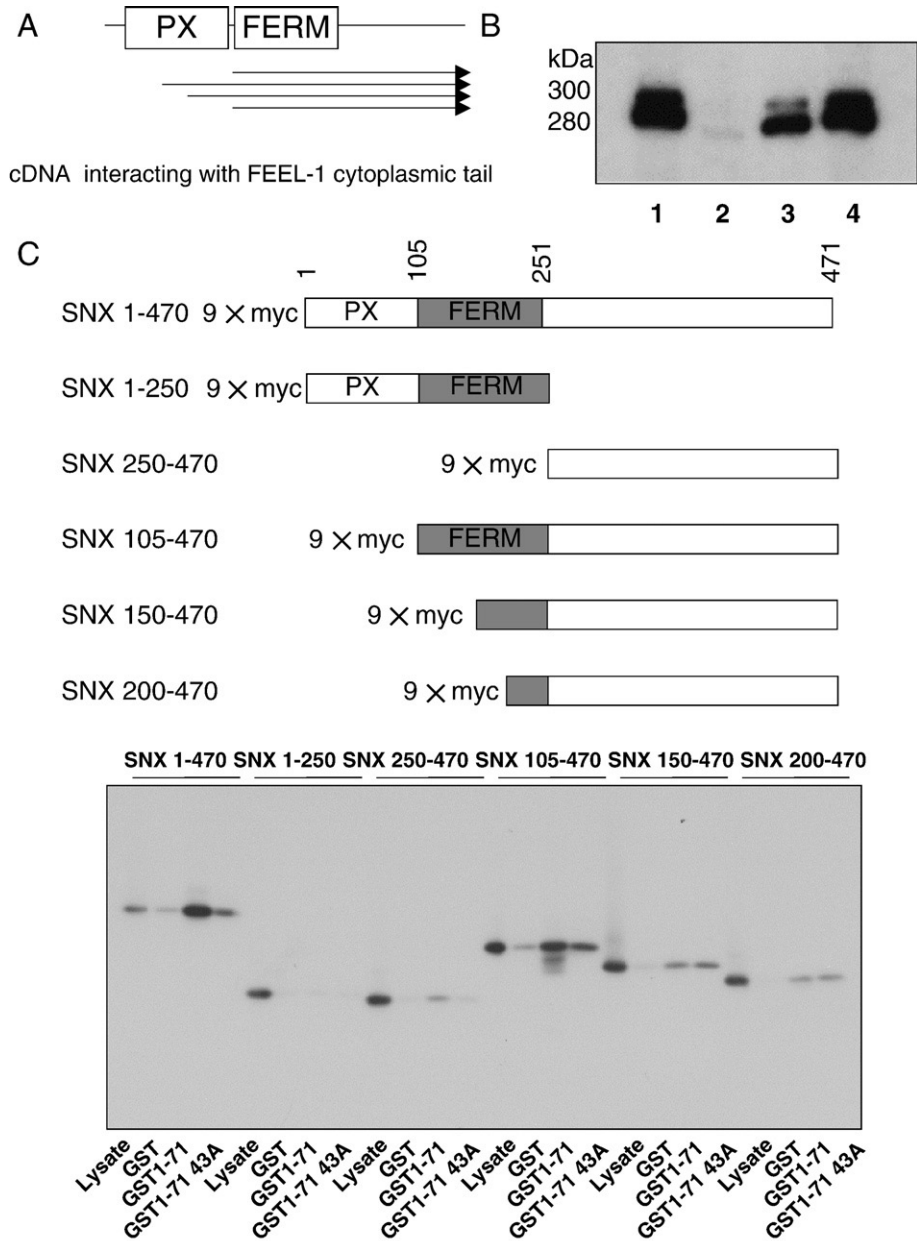 A
PX FERM
cDNA interacting with FEEL-1 cytoplasmic tail
B
kDa
300
280
1 2 3 4
C
1 105 251 471
SNX 1-470 9 × myc PX FERM
SNX 1-250 9 × myc PX FERM
SNX 250-470 9 × myc
SNX 105-470 9 × myc FERM
SNX 150-470 9 × myc
SNX 200-470 9 × myc
SNX 1-470 SNX 1-250 SNX 250-470 SNX 105-470 SNX 150-470 SNX 200-470
Lysate GST GST1-71 GST1-71 43A Lysate GST GST1-71 GST1-71 43A Lysate GST GST1-71 GST1-71 43A Lysate GST GST1-71 GST1-71 43A Lysate GST GST1-71 GST1-71 43A Lysate GST GST1-71 GST1-71 43A